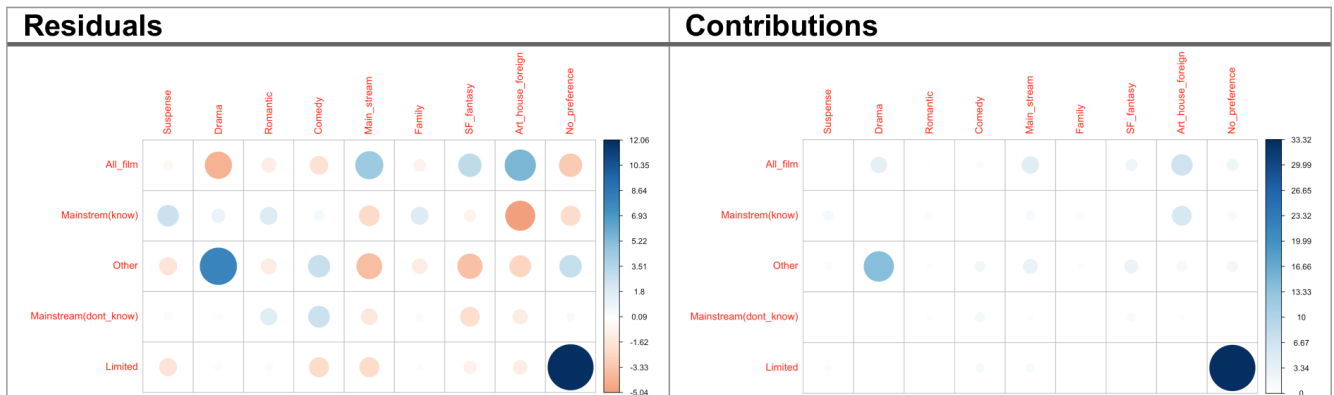 Residuals
Suspense
Drama
Romantic
Comedy
Main_stream
Family
SF_fantasy
Art_house_foreign
No_preference
All_film
Mainstrem(know)
Other
Mainstream(dont_know)
Limited
12.06
10.35
8.64
6.93
5.22
3.51
1.8
0.09
-1.62
-3.33
-5.04
Contributions
Suspense
Drama
Romantic
Comedy
Main_stream
Family
SF_fantasy
Art_house_foreign
No_preference
All_film
Mainstrem(know)
Other
Mainstream(dont_know)
Limited
33.32
29.99
26.65
23.32
19.99
16.66
13.33
10
6.67
3.34
0